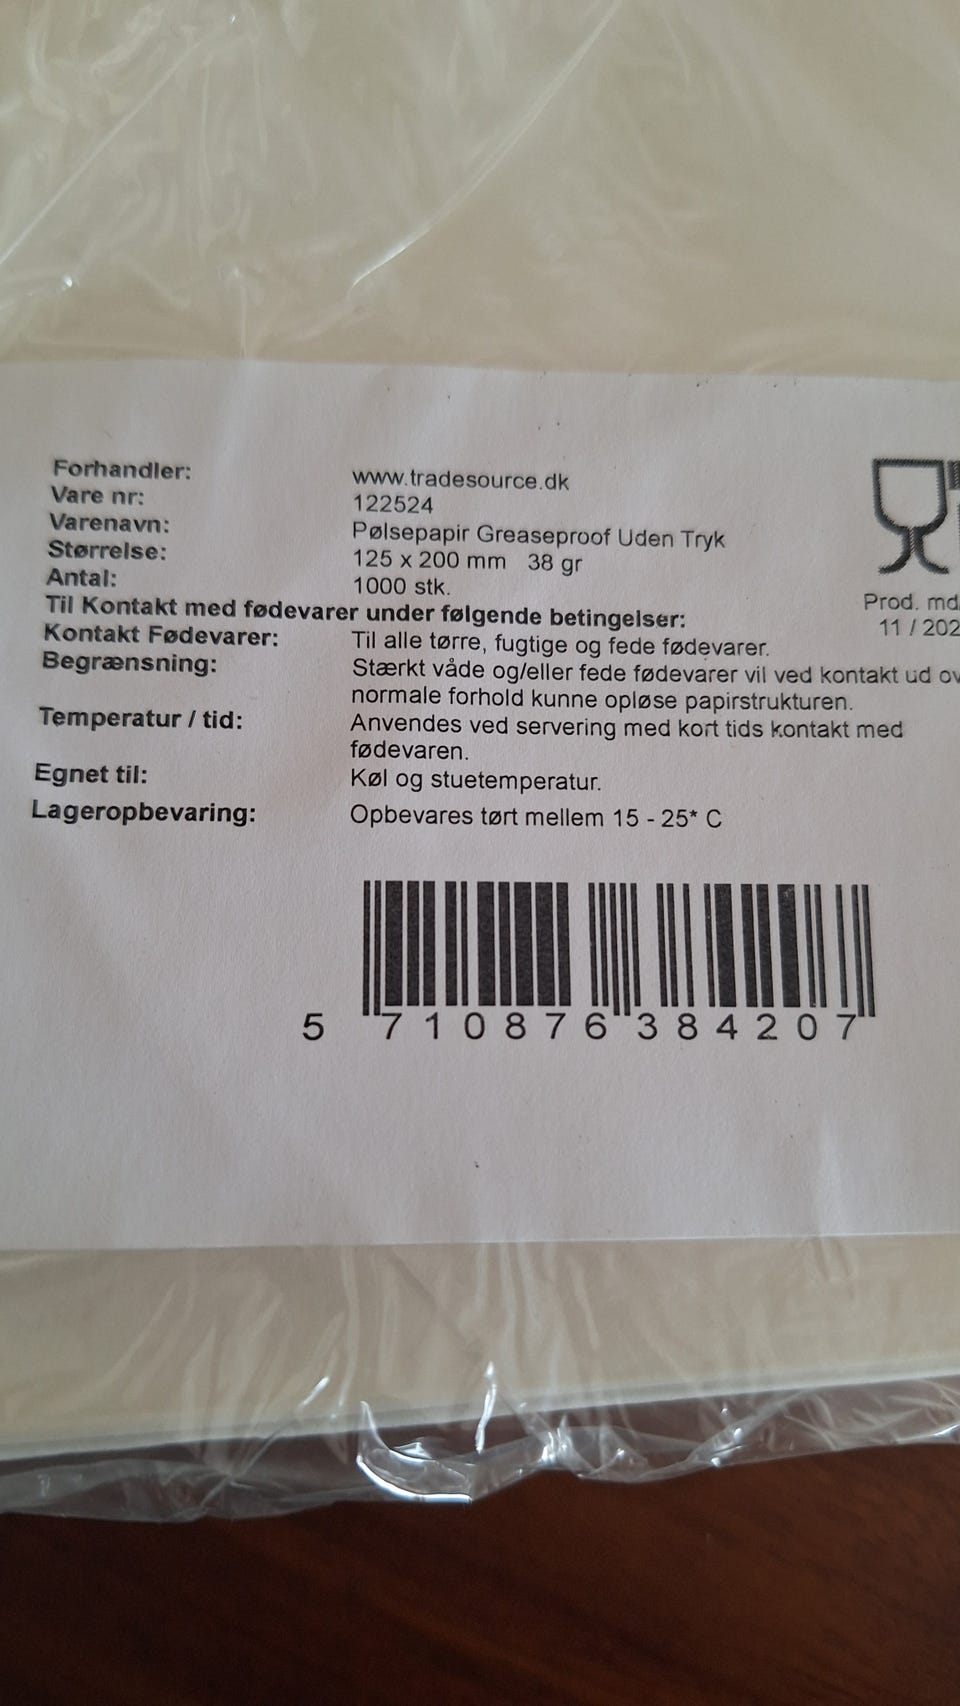 Forhandler: www.tradesource.dk
Vare nr: 122524
Varenavn: Pølsepapir Greaseproof Uden Tryk
Størrelse: 125 x 200 mm 38 gr
Antal: 1000 stk.
Til Kontakt med fødevarer under følgende betingelser:
Kontakt Fødevarer: Til alle tørre, fugtige og fede fødevarer.
Begrænsning: Stærkt våde og/eller fede fødevarer vil ved kontakt ud
normale forhold kunne opløse papirstrukturen.
Temperatur / tid: Anvendes ved servering med kort tids kontakt med
fødevaren.
Egnet til: Køl og stuetemperatur.
Lageropbevaring: Opbevares tørt mellem 15 - 25* C
Prod. md
11 / 202
5 710876 384207